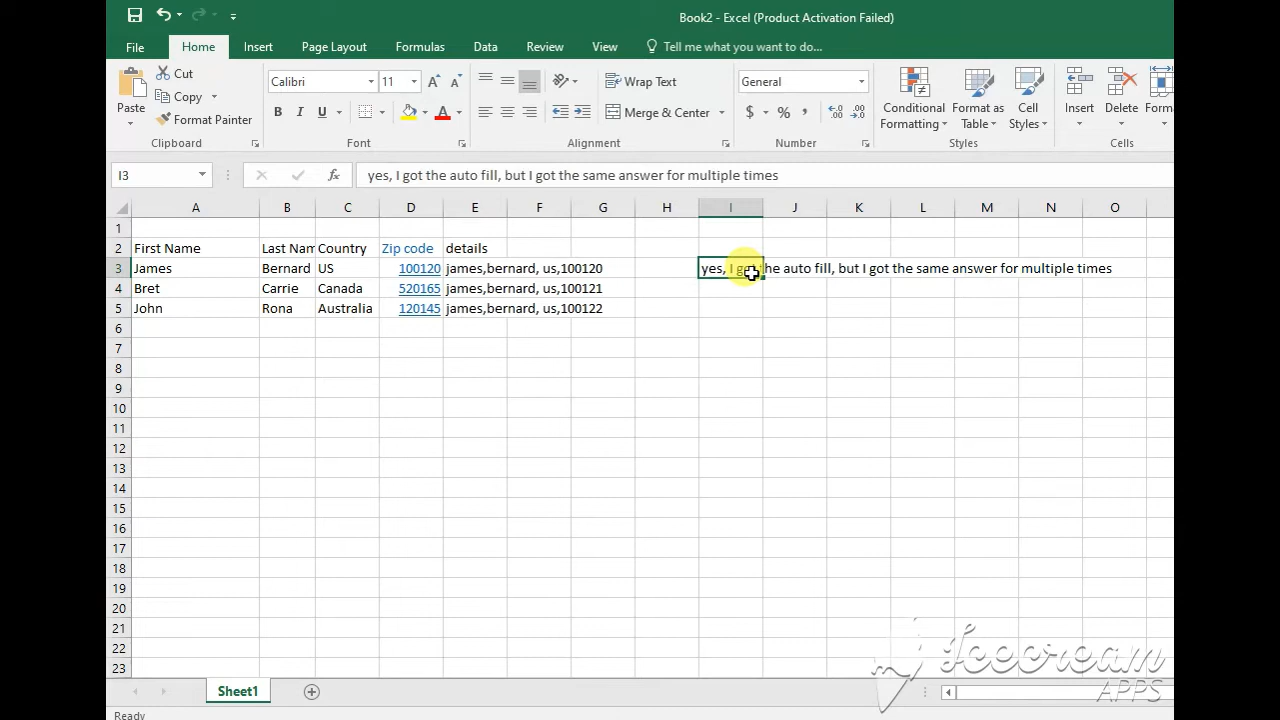 Book2 - Excel (Product Activation Failed)
File Home Insert Page Layout Formulas Data Review View Tell me what you want to do...
Paste
Cut
Copy
Format Painter
Clipboard
Calibri 11
B I U
Font
Wrap Text
Merge & Center
Alignment
General
$ % ,
Number
Conditional Formatting
Format as Table
Cell Styles
Styles
Insert Delete Forma
Cells
I3 fx yes, I got the auto fill, but I got the same answer for multiple times
A B C D E F G H I J K L M N O
1
2 First Name Last Nam Country Zip code details
3 James Bernard US 100120 james,bernard, us,100120 yes, I got the auto fill, but I got the same answer for multiple times
4 Bret Carrie Canada 520165 james,bernard, us,100121
5 John Rona Australia 120145 james,bernard, us,100122
6
7
8
9
10
11
12
13
14
15
16
17
18
19
20
21
22
23
Icecream
APPS
Sheet1
Ready